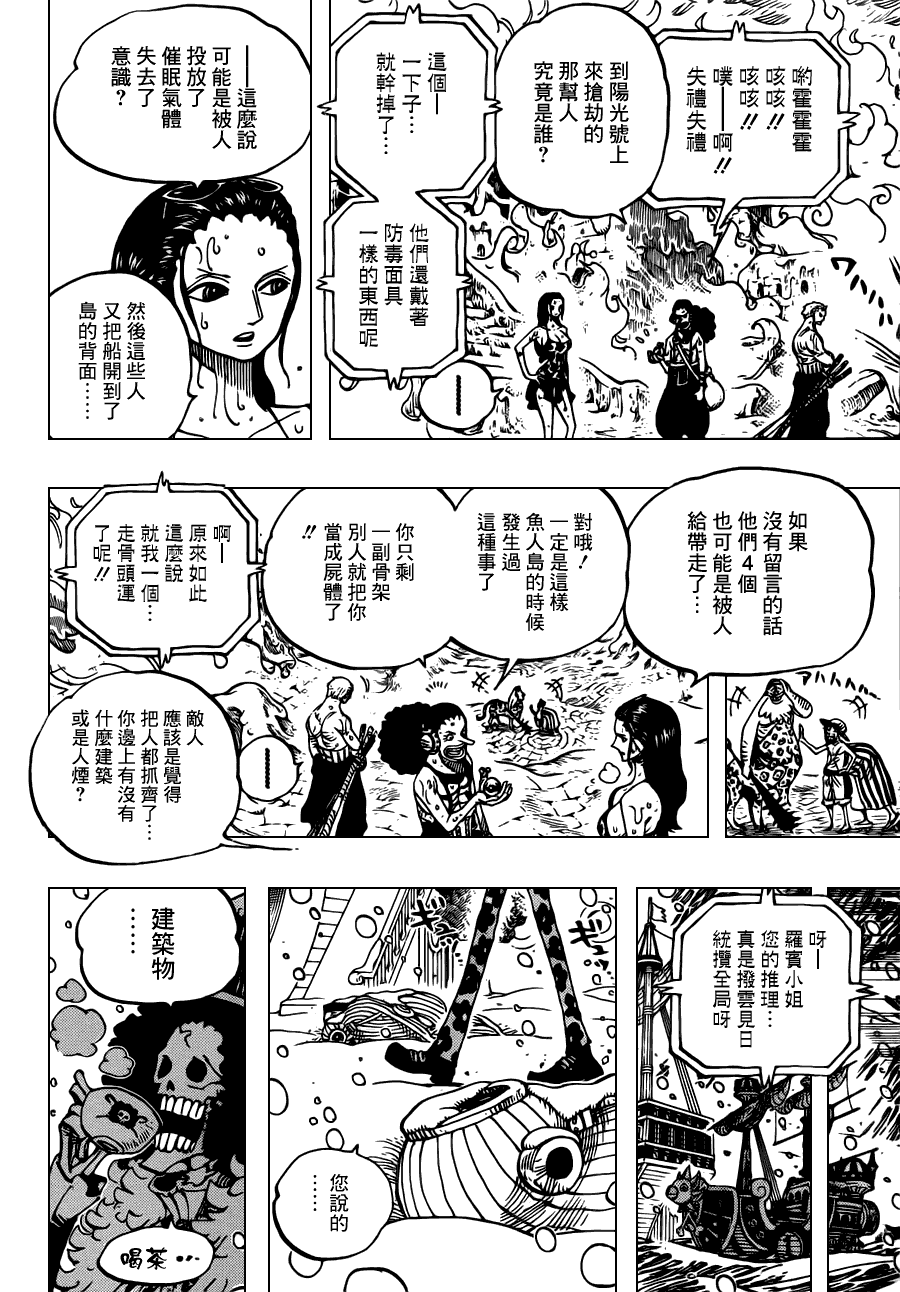 喲霍霍霍
咳咳!!
咳咳!!
噗——啊!!
失禮失禮
到陽光號上
來搶劫的
那幫人
究竟是誰?
這個—
一下子…
就幹掉了…
他們還戴著
防毒面具
一樣的東西呢
——這麼說
可能是被人
投放了
催眠氣體
失去了
意識?
然後這些人
又把船開到了
島的背面……
如果
沒有留言的話
他們4個
也可能是被人
給帶走了…
對哦!
一定是這樣
魚人島的時候
發生過
這種事了
你只剩
一副骨架
別人就把你
當成屍體了
!!
啊—
原來如此
這麼說
就我一個…
走骨頭運
了呢!!
敵人
應該是覺得
把人都抓齊了…
你邊上有沒有
什麼建築
或是人煙?
呀—
羅賓小姐
您的推理…
真是撥雲見日
統攬全局呀
ギュッ
ギュッ
您說的
……
建築物
……
喝茶…